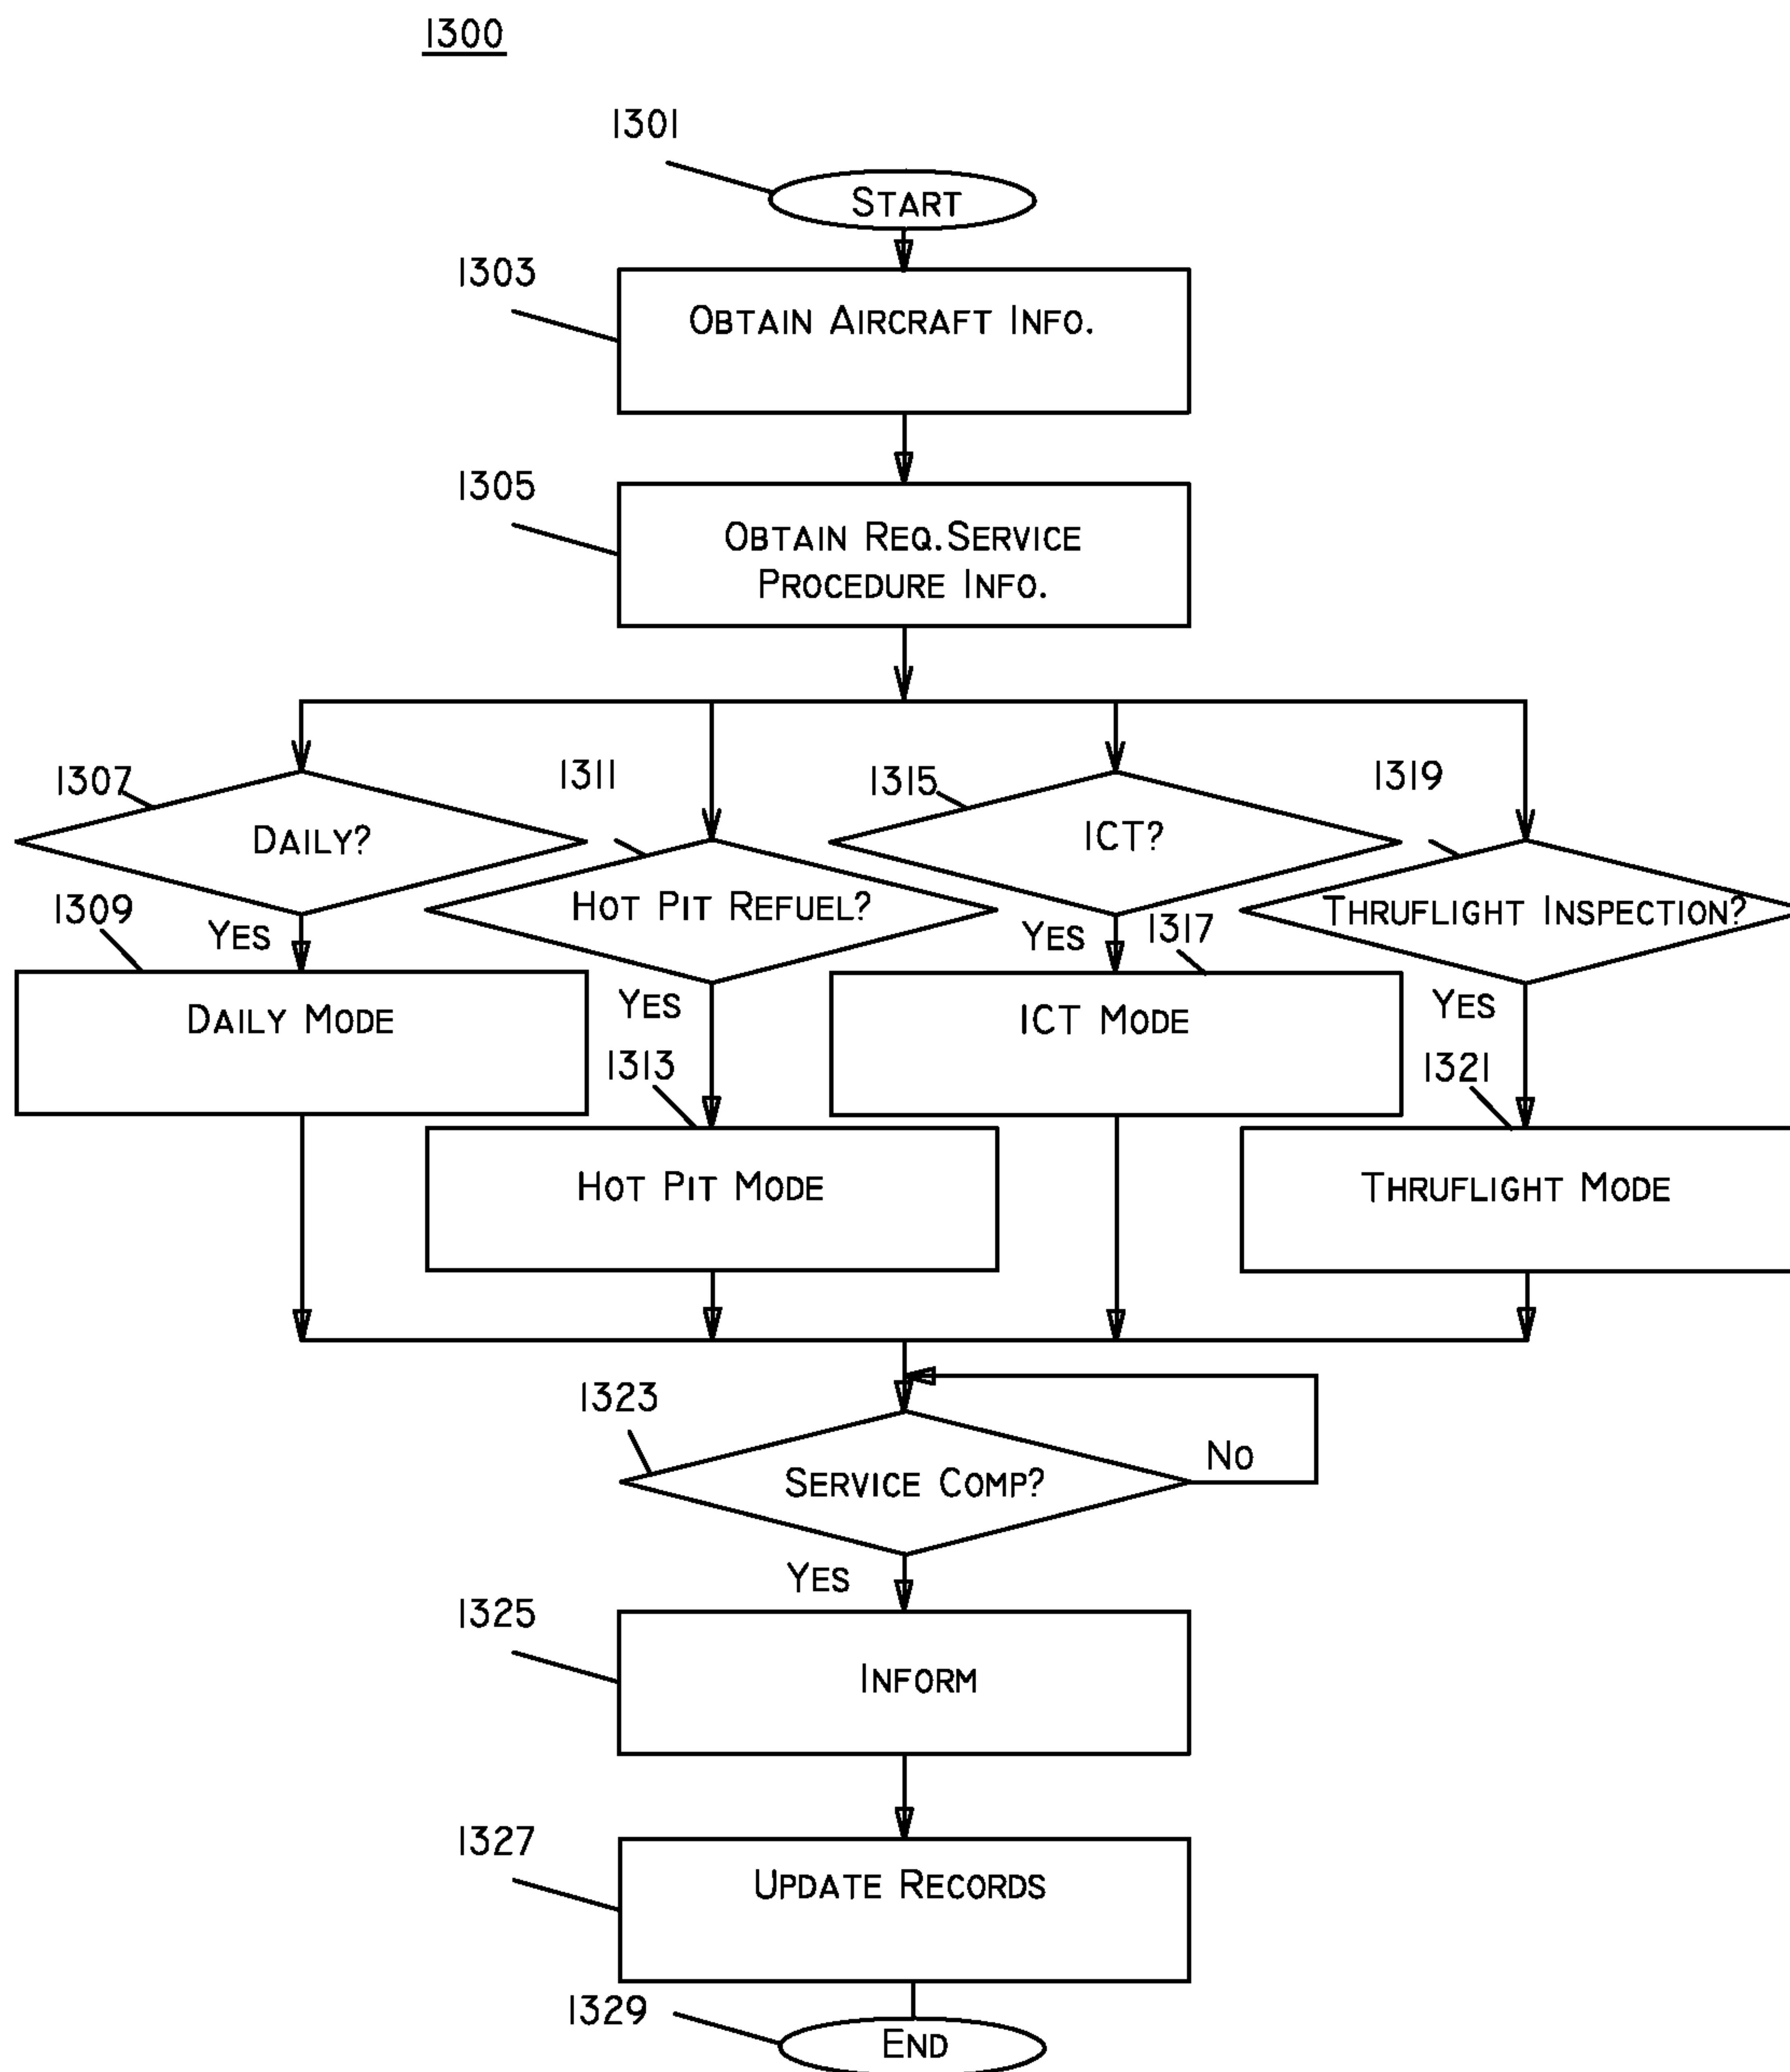 1300
1301
START
1303
OBTAIN AIRCRAFT INFO.
1305
OBTAIN REQ. SERVICE
PROCEDURE INFO.
1307
DAILY?
1311
HOT PIT REFUEL?
1315
ICT?
1319
THRUFLIGHT INSPECTION?
1309
YES
DAILY MODE
YES
1313
HOT PIT MODE
YES
1317
ICT MODE
YES
1321
THRUFLIGHT MODE
1323
SERVICE COMP?
NO
YES
1325
INFORM
1327
UPDATE RECORDS
1329
END